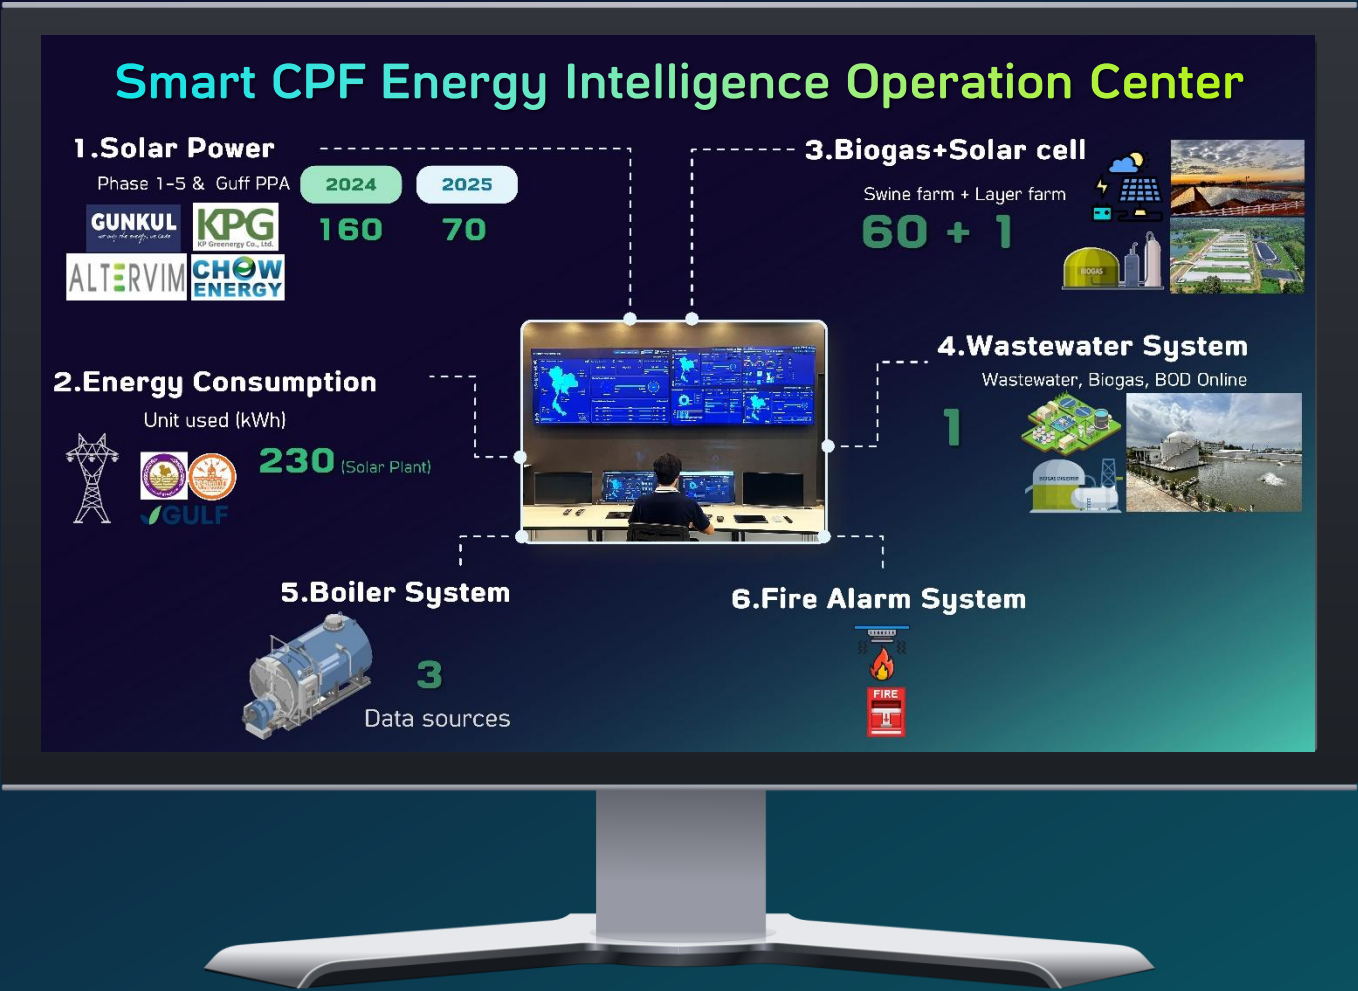 Smart CPF Energy Intelligence Operation Center
1.Solar Power
Phase 1-5 & Guff PPA
2024
2025
160
70
GUNKUL
KPG
KP Greenergy Co., Ltd.
ALTERVIM
CHOW
ENERGY
2.Energy Consumption
Unit used (kWh)
230 (Solar Plant)
GULF
3.Biogas+Solar cell
Swine farm + Layer farm
60 + 1
BIOGAS
4.Wastewater System
Wastewater, Biogas, BOD Online
1
BIOGAS DIGESTER
5.Boiler System
3
Data sources
6.Fire Alarm System
FIRE